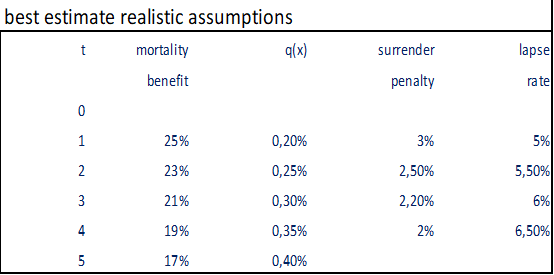 best estimate realistic assumptions
t mortality q(x) surrender lapse
benefit penalty rate
0
1 25% 0,20% 3% 5%
2 23% 0,25% 2,50% 5,50%
3 21% 0,30% 2,20% 6%
4 19% 0,35% 2% 6,50%
5 17% 0,40%